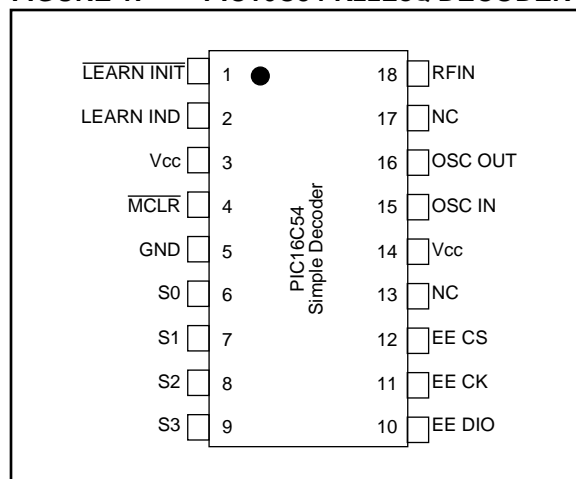 LEARN INIT 1 18 RFIN
LEARN IND 2 17 NC
Vcc 3 16 OSC OUT
MCLR 4 15 OSC IN
GND 5 14 Vcc
S0 6 13 NC
S1 7 12 EE CS
S2 8 11 EE CK
S3 9 10 EE DIO
PIC16C54
Simple Decoder